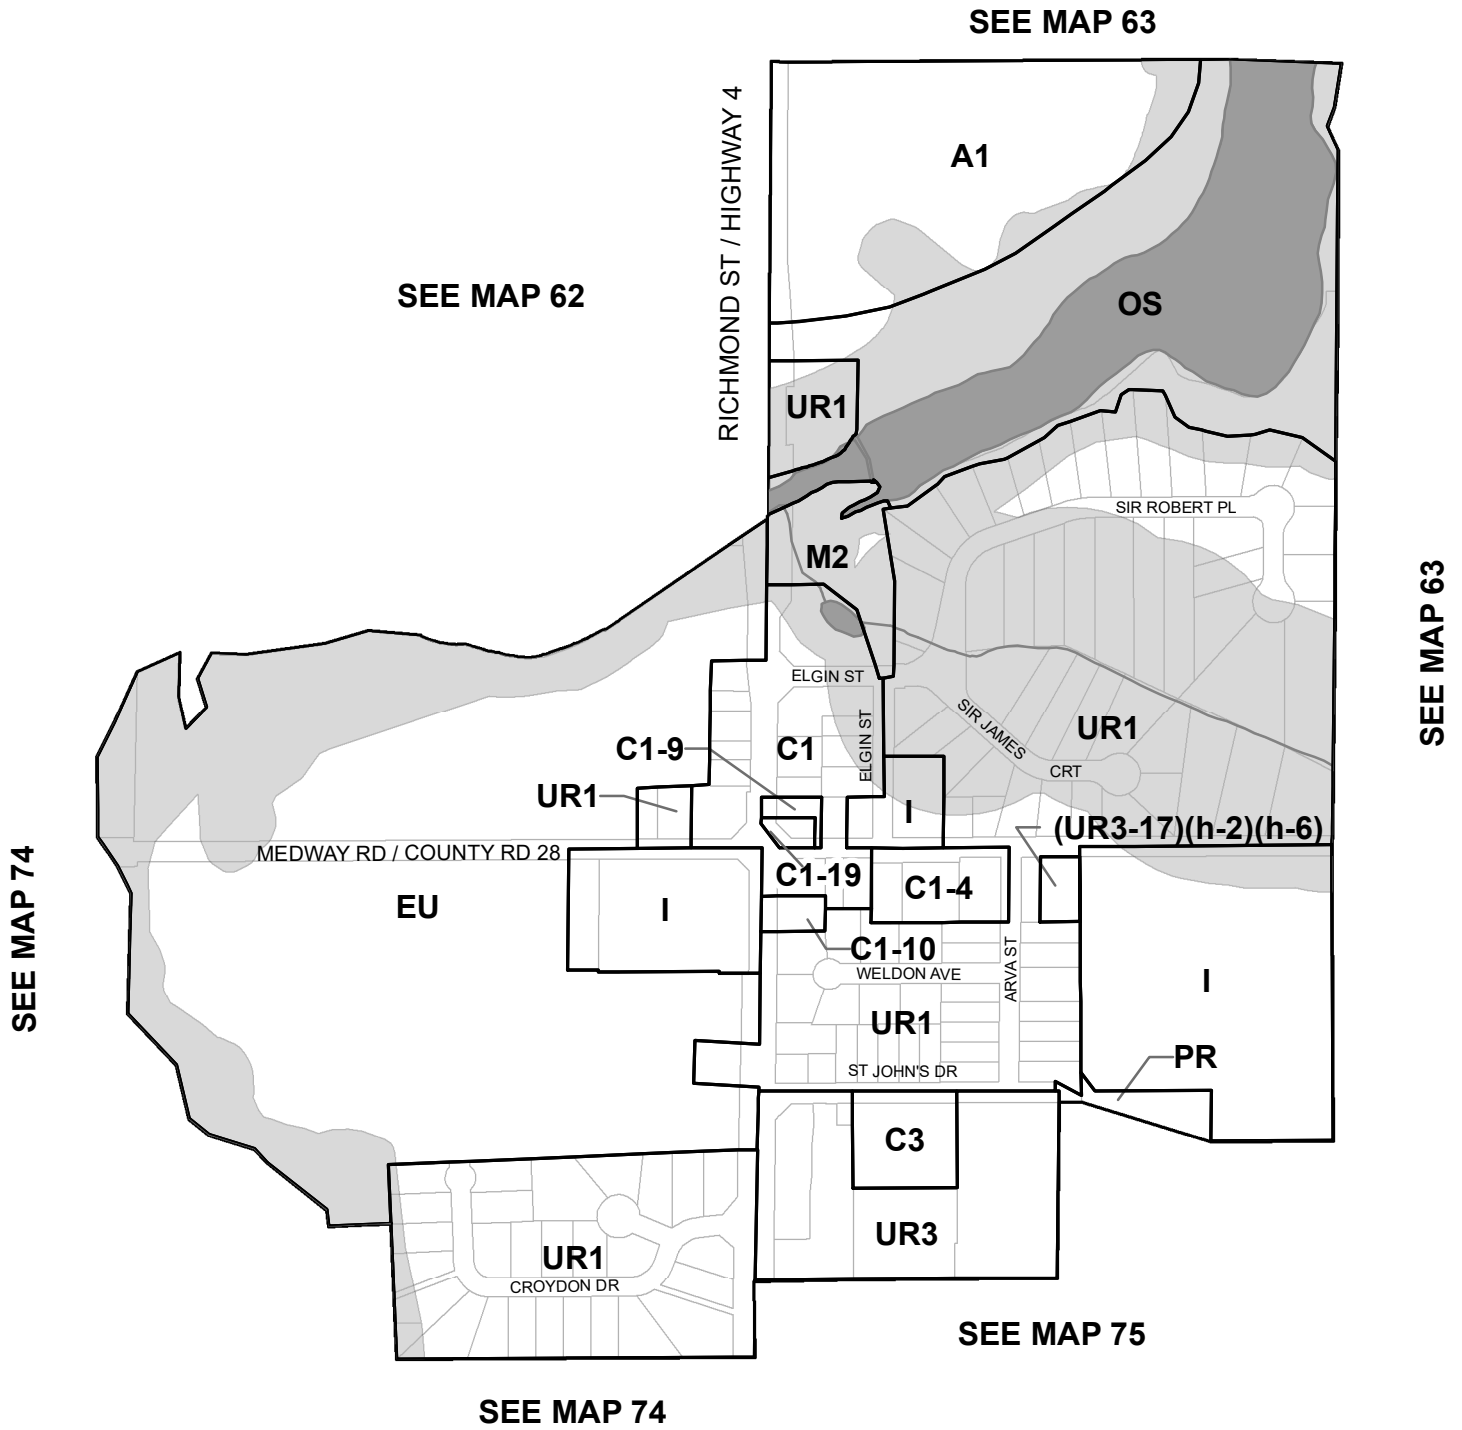 SEE MAP 63
RICHMOND ST / HIGHWAY 4
A1
SEE MAP 62
OS
UR1
SIR ROBERT PL
M2
SEE MAP 63
ELGIN ST
SIR JAMES
CRT
UR1
ELGIN ST
C1-9
C1
UR1
I
(UR3-17)(h-2)(h-6)
MEDWAY RD / COUNTY RD 28
SEE MAP 74
C1-19
C1-4
EU
I
C1-10
ARVA ST
WELDON AVE
I
UR1
PR
ST JOHN'S DR
C3
UR3
UR1
CROYDON DR
SEE MAP 75
SEE MAP 74